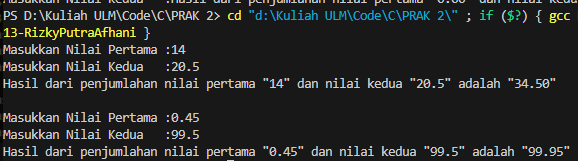 PS D:\Kuliah ULM\Code\C\PRAK 2> cd "d:\Kuliah ULM\Code\C\PRAK 2\" ; if ($?) { gcc
13-RizkyPutraAfhani }
Masukkan Nilai Pertama :14
Masukkan Nilai Kedua   :20.5
Hasil dari penjumlahan nilai pertama "14" dan nilai kedua "20.5" adalah "34.50"

Masukkan Nilai Pertama :0.45
Masukkan Nilai Kedua   :99.5
Hasil dari penjumlahan nilai pertama "0.45" dan nilai kedua "99.5" adalah "99.95"